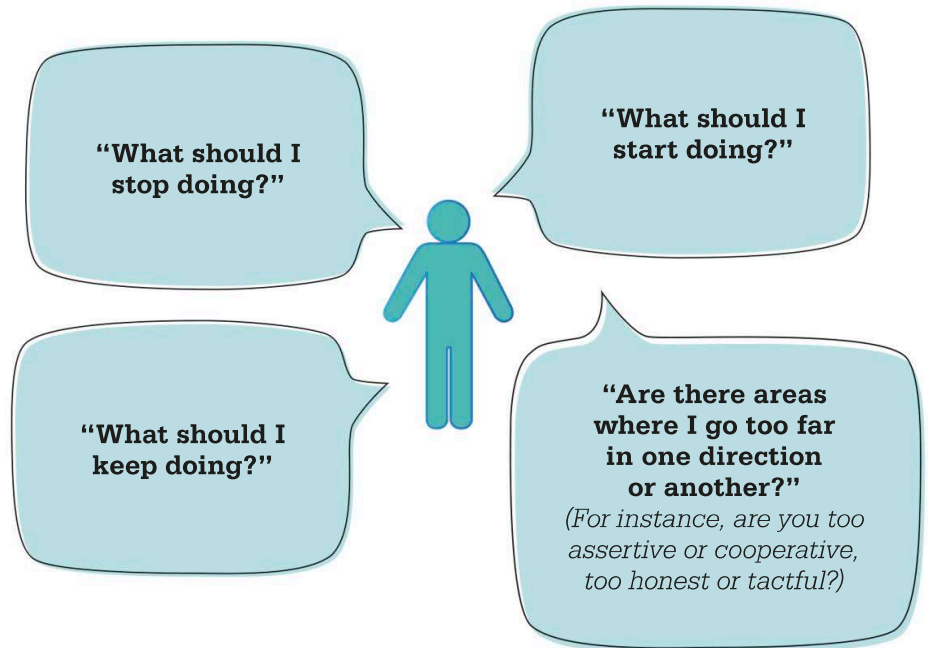 “What should I
stop doing?”
“What should I
start doing?”
“What should I
keep doing?”
“Are there areas
where I go too far
in one direction
or another?”
(For instance, are you too
assertive or cooperative,
too honest or tactful?)